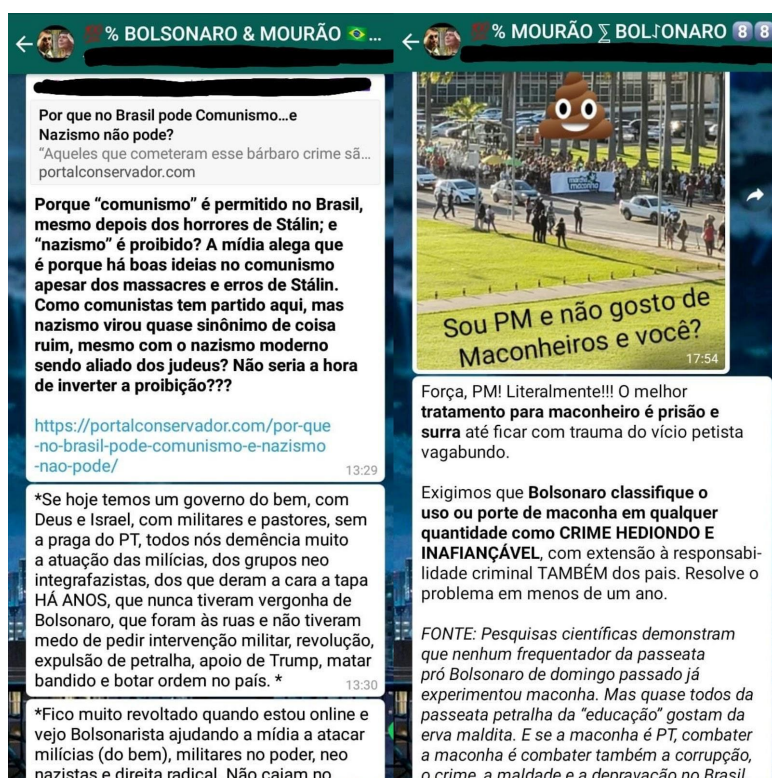 % BOLSONARO & MOURÃO 🇧🇷...
Por que no Brasil pode Comunismo...e
Nazismo não pode?
“Aqueles que cometeram esse bárbaro crime sã...
portalconservador.com
Porque “comunismo” é permitido no Brasil,
mesmo depois dos horrores de Stálin; e
“nazismo” é proibido? A mídia alega que
é porque há boas ideias no comunismo
apesar dos massacres e erros de Stálin.
Como comunistas tem partido aqui, mas
nazismo virou quase sinônimo de coisa
ruim, mesmo com o nazismo moderno
sendo aliado dos judeus? Não seria a hora
de inverter a proibição???
https://portalconservador.com/por-que
-no-brasil-pode-comunismo-e-nazismo
-nao-pode/
13:29
*Se hoje temos um governo do bem, com
Deus e Israel, com militares e pastores, sem
a praga do PT, todos nós demência muito
a atuação das milícias, dos grupos neo
integrafazistas, dos que deram a cara a tapa
HÁ ANOS, que nunca tiveram vergonha de
Bolsonaro, que foram às ruas e não tiveram
medo de pedir intervenção militar, revolução,
expulsão de petralha, apoio de Trump, matar
bandido e botar ordem no país. *
13:30
*Fico muito revoltado quando estou online e
vejo Bolsonarista ajudando a mídia a atacar
milícias (do bem), militares no poder, neo
nazistas e direita radical. Não caiam no
% MOURÃO ∑ BOL⥘ONARO 8 8
marcha
maconha
Sou PM e não gosto de
Maconheiros e você?
17:54
Força, PM! Literalmente!!! O melhor
tratamento para maconheiro é prisão e
surra até ficar com trauma do vício petista
vagabundo.
Exigimos que Bolsonaro classifique o
uso ou porte de maconha em qualquer
quantidade como CRIME HEDIONDO E
INAFIANÇÁVEL, com extensão à responsabi-
lidade criminal TAMBÉM dos pais. Resolve o
problema em menos de um ano.
FONTE: Pesquisas científicas demonstram
que nenhum frequentador da passeata
pró Bolsonaro de domingo passado já
experimentou maconha. Mas quase todos da
passeata petralha da “educação” gostam da
erva maldita. E se a maconha é PT, combater
a maconha é combater também a corrupção,
o crime, a maldade e a depravação no Brasil